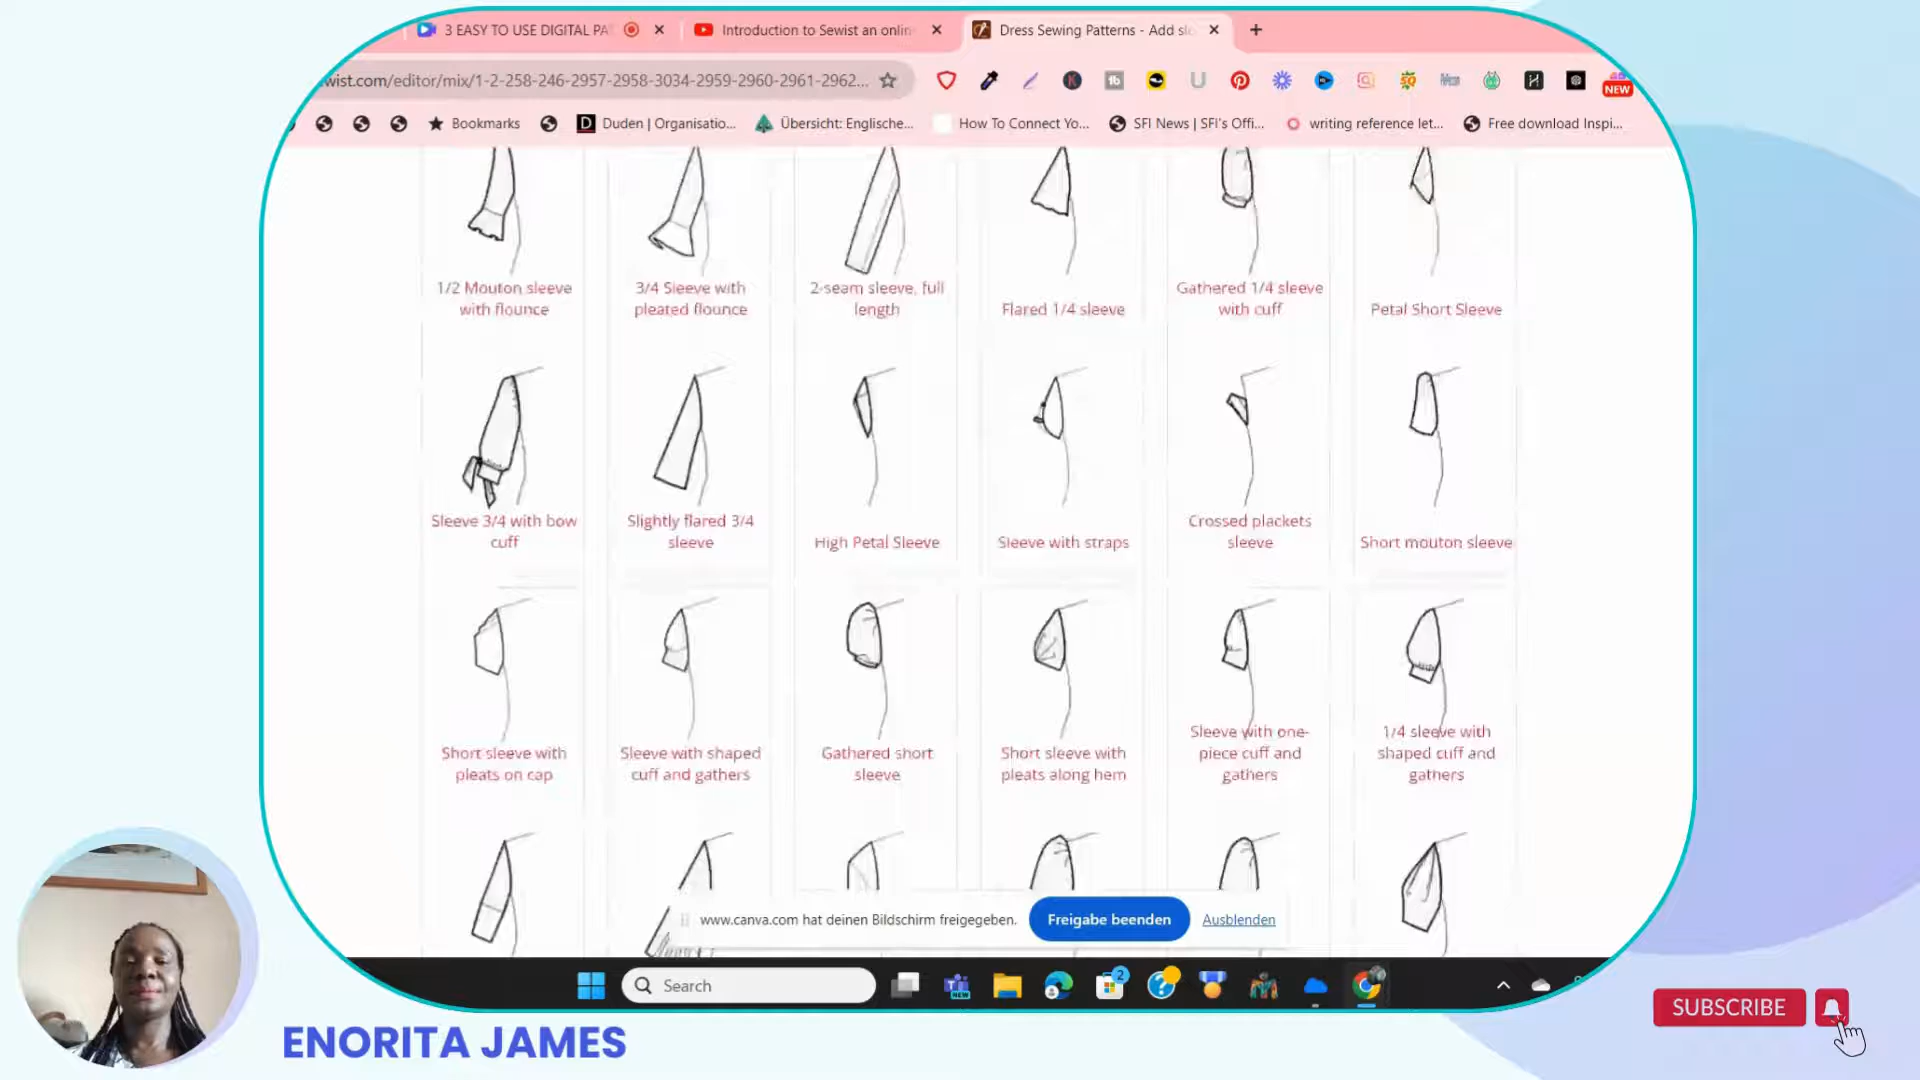 3 EASY TO USE DIGITAL PA
Introduction to Sewist an onlin
Dress Sewing Patterns - Add sle
wist.com/editor/mix/1-2-258-246-2957-2958-3034-2959-2960-2961-2962...
NEW
Bookmarks
Duden | Organisatio...
Übersicht: Englische...
How To Connect Yo...
SFI News | SFI's Offi...
writing reference let...
Free download Inspi...
1/2 Mouton sleeve with flounce
3/4 Sleeve with pleated flounce
2-seam sleeve, full length
Flared 1/4 sleeve
Gathered 1/4 sleeve with cuff
Petal Short Sleeve
Sleeve 3/4 with bow cuff
Slightly flared 3/4 sleeve
High Petal Sleeve
Sleeve with straps
Crossed plackets sleeve
Short mouton sleeve
Short sleeve with pleats on cap
Sleeve with shaped cuff and gathers
Gathered short sleeve
Short sleeve with pleats along hem
Sleeve with one-piece cuff and gathers
1/4 sleeve with shaped cuff and gathers
www.canva.com hat deinen Bildschirm freigegeben.
Freigabe beenden
Ausblenden
Search
NEW
2
SUBSCRIBE
ENORITA JAMES